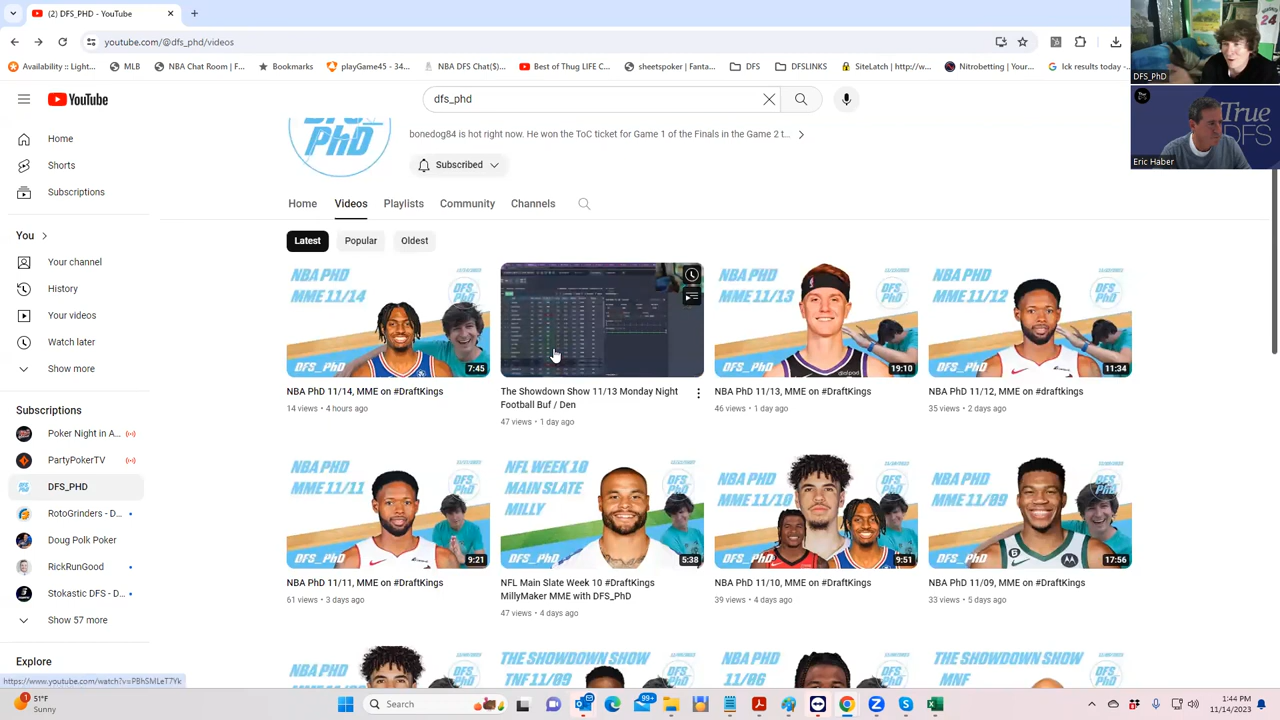 (2) DFS_PHD - YouTube
youtube.com/@dfs_phd/videos
Availability :: Light...
MLB
NBA Chat Room | F...
Bookmarks
playGame45 - 34...
NBA DFS Chat($)...
Best of Thug LIFE C...
sheetspoker | Fanta...
DFS
DFSLINKS
SiteLatch | http://w...
Nitrobetting | Your...
Ick results today -...
24
DFS_PhD
True
DFS
Eric Haber
YouTube
dfs_phd
Home
Shorts
Subscriptions
You
Your channel
History
Your videos
Watch later
Show more
Subscriptions
Poker Night in A...
PartyPokerTV
DFS_PHD
RotoGrinders - D...
Doug Polk Poker
RickRunGood
Stokastic DFS - D...
Show 57 more
Explore
PhD
bonedog84 is hot right now. He won the ToC ticket for Game 1 of the Finals in the Game 2 t...
Subscribed
Home
Videos
Playlists
Community
Channels
Latest
Popular
Oldest
NBA PHD
MME 11/14
DFS_PhD
7:45
NBA PhD 11/14, MME on #DraftKings
14 views • 4 hours ago
The Showdown Show 11/13 Monday Night
Football Buf / Den
47 views • 1 day ago
NBA PHD
MME 11/13
DFS_PhD
19:10
NBA PhD 11/13, MME on #DraftKings
46 views • 1 day ago
NBA PHD
MME 11/12
DFS_PhD
11:34
NBA PhD 11/12, MME on #draftkings
35 views • 2 days ago
NBA PHD
MME 11/11
DFS_PhD
9:21
NBA PhD 11/11, MME on #DraftKings
61 views • 3 days ago
NFL WEEK 10
MAIN SLATE
MILLY
DFS_PhD
5:38
NFL Main Slate Week 10 #DraftKings
MillyMaker MME with DFS_PhD
47 views • 4 days ago
NBA PHD
MME 11/10
DFS_PhD
9:51
NBA PhD 11/10, MME on #DraftKings
39 views • 4 days ago
NBA PHD
MME 11/09
DFS_PhD
17:56
NBA PhD 11/09, MME on #DraftKings
33 views • 5 days ago
NBA PHD
THE SHOWDOWN SHOW
TNF 11/09
NBA PHD
MME 11/06
THE SHOWDOWN SHOW
MNF
https://www.youtube.com/watch?v=PBhSMLeT7Yk
51°F
Sunny
Search
99+
1:44 PM
11/14/2023